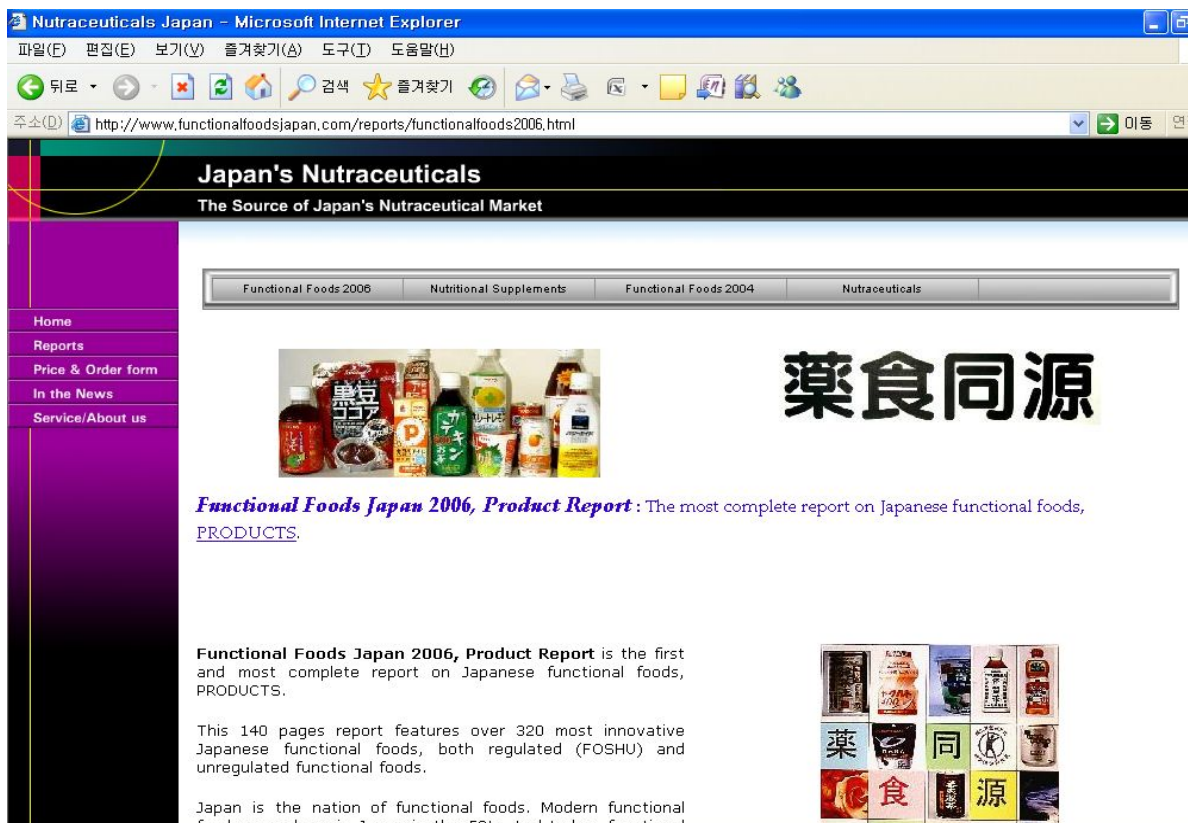 Nutraceuticals Japan - Microsoft Internet Explorer
파일(F) 편집(E) 보기(V) 즐겨찾기(A) 도구(T) 도움말(H)
뒤로 검색 즐겨찾기
주소(D) http://www.functionalfoodsjapan.com/reports/functionalfoods2006.html 이동
Japan's Nutraceuticals
The Source of Japan's Nutraceutical Market
Functional Foods 2006 Nutritional Supplements Functional Foods 2004 Nutraceuticals
Home
Reports
Price & Order form
In the News
Service/About us
黒豆
ココア
カテキン
薬食同源
Functional Foods Japan 2006, Product Report : The most complete report on Japanese functional foods,
PRODUCTS.
Functional Foods Japan 2006, Product Report is the first
and most complete report on Japanese functional foods,
PRODUCTS.
This 140 pages report features over 320 most innovative
Japanese functional foods, both regulated (FOSHU) and
unregulated functional foods.
Japan is the nation of functional foods. Modern functional
薬 同
食 源